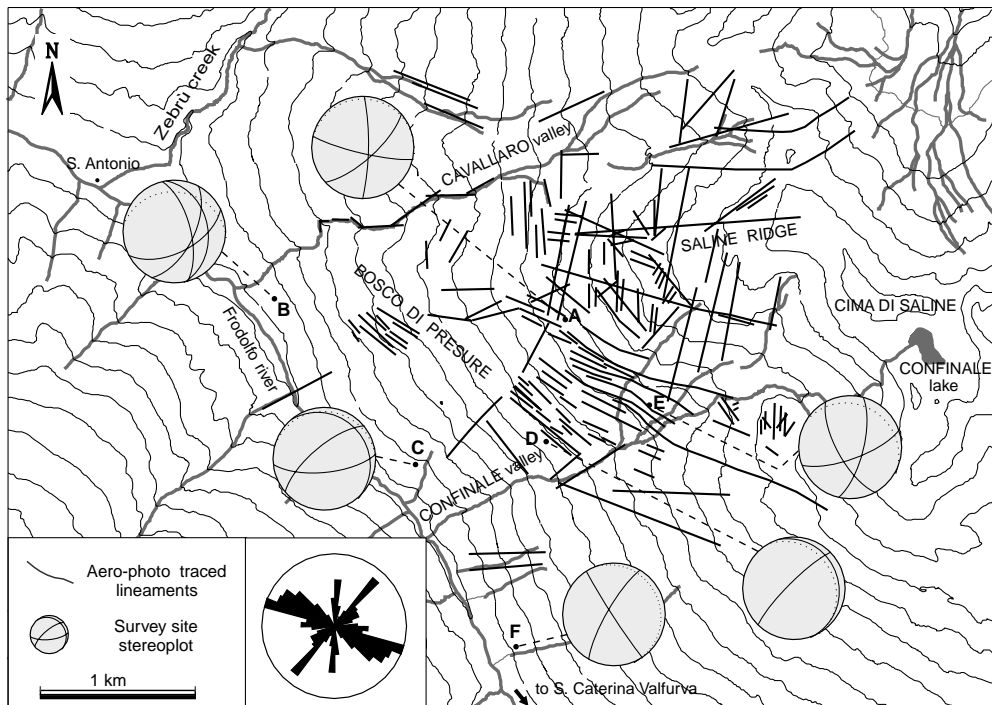 N
Zebrù creek
S. Antonio
CAVALLARO valley
SALINE RIDGE
BOSCO DI PRESURE
CIMA DI SALINE
B
A
Frodolfo river
CONFINALE
lake
E
D
C
CONFINALE valley
Aero-photo traced
lineaments
Survey site
stereoplot
F
1 km
to S. Caterina Valfurva